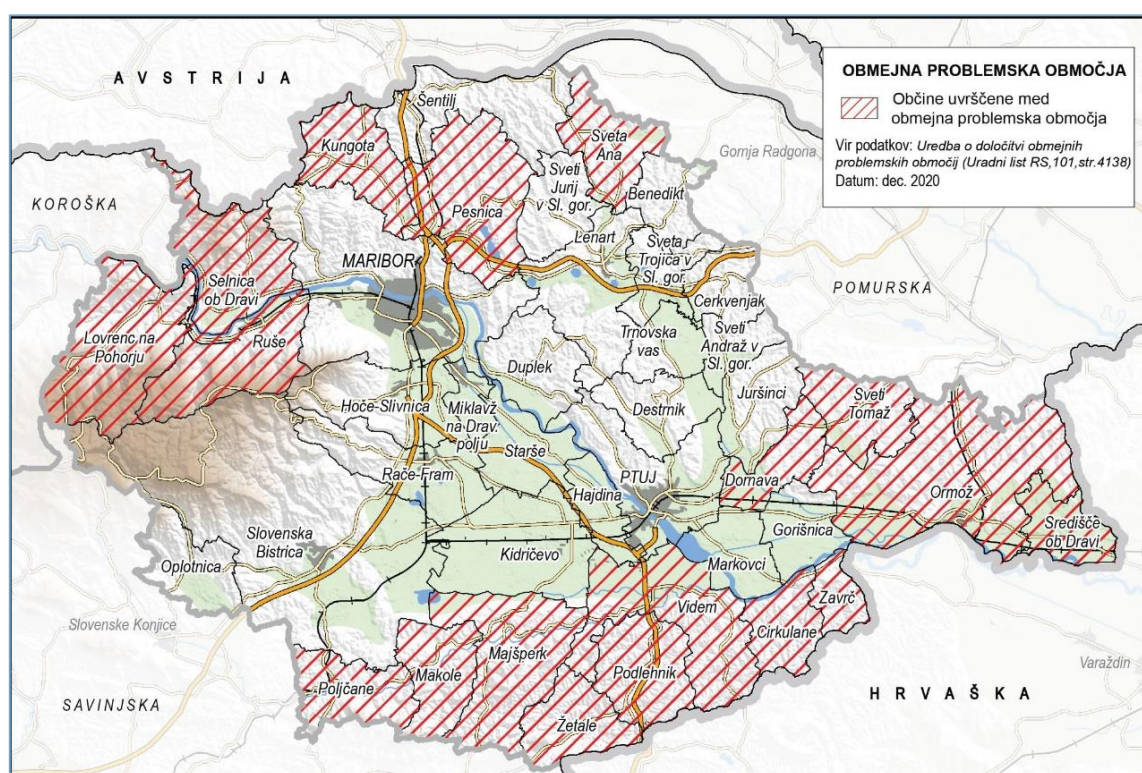 OBMEJNA PROBLEMSKA OBMOČJA
Občine uvrščene med
obmejna problemska območja
Vir podatkov: Uredba o določitvi obmejnih
problemskih območij (Uradni list RS,101,str.4138)
Datum: dec. 2020
AVSTRIJA
Šentilj
Kungota
Sveta
Ana
Gornja Radgona
Sveti
Jurij
v Sl. gor.
Benedikt
KOROŠKA
Pesnica
Lenart
Sveta
Trojica v
Sl. gor.
MARIBOR
Selnica
ob Dravi
POMURSKA
Cerkvenjak
Lovrenc na
Pohorju
Ruše
Trnovska
vas
Sveti
Andraž v
Sl. gor.
Duplek
Juršinci
Sveti
Tomaž
Hoče-Slivnica
Miklavž
na Drav.
polju
Destrnik
Starše
Rače-Fram
PTUJ
Dornava
Hajdina
Ormož
Gorišnica
Središče
ob Dravi
Slovenska
Bistrica
Kidričevo
Markovci
Oplotnica
Zavrč
Videm
Slovenske Konjice
Cirkulane
Majšperk
Makole
Podlehnik
Varaždin
Poljčane
SAVINJSKA
HRVAŠKA
Žetale